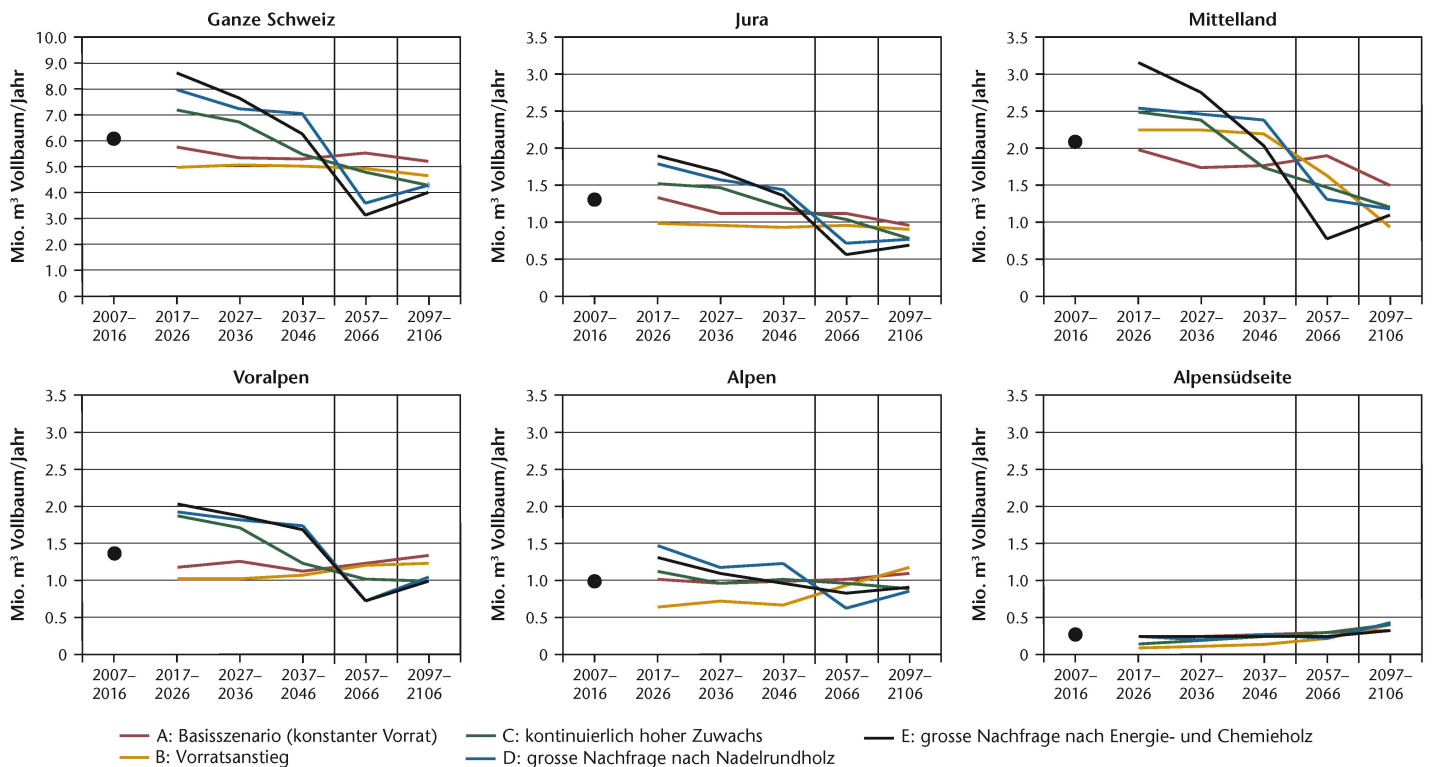 Ganze Schweiz
Mio. m³ Vollbaum/Jahr
10.0
9.0
8.0
7.0
6.0
5.0
4.0
3.0
2.0
1.0
0
2007– 2017– 2027– 2037– 2057– 2097–
2016 2026 2036 2046 2066 2106
Jura
Mio. m³ Vollbaum/Jahr
3.5
3.0
2.5
2.0
1.5
1.0
0.5
0
2007– 2017– 2027– 2037– 2057– 2097–
2016 2026 2036 2046 2066 2106
Mittelland
Mio. m³ Vollbaum/Jahr
3.5
3.0
2.5
2.0
1.5
1.0
0.5
0
2007– 2017– 2027– 2037– 2057– 2097–
2016 2026 2036 2046 2066 2106
Voralpen
Mio. m³ Vollbaum/Jahr
3.5
3.0
2.5
2.0
1.5
1.0
0.5
0
2007– 2017– 2027– 2037– 2057– 2097–
2016 2026 2036 2046 2066 2106
Alpen
Mio. m³ Vollbaum/Jahr
3.5
3.0
2.5
2.0
1.5
1.0
0.5
0
2007– 2017– 2027– 2037– 2057– 2097–
2016 2026 2036 2046 2066 2106
Alpensüdseite
Mio. m³ Vollbaum/Jahr
3.5
3.0
2.5
2.0
1.5
1.0
0.5
0
2007– 2017– 2027– 2037– 2057– 2097–
2016 2026 2036 2046 2066 2106
A: Basisszenario (konstanter Vorrat)
B: Vorratsanstieg
C: kontinuierlich hoher Zuwachs
D: grosse Nachfrage nach Nadelrundholz
E: grosse Nachfrage nach Energie- und Chemieholz